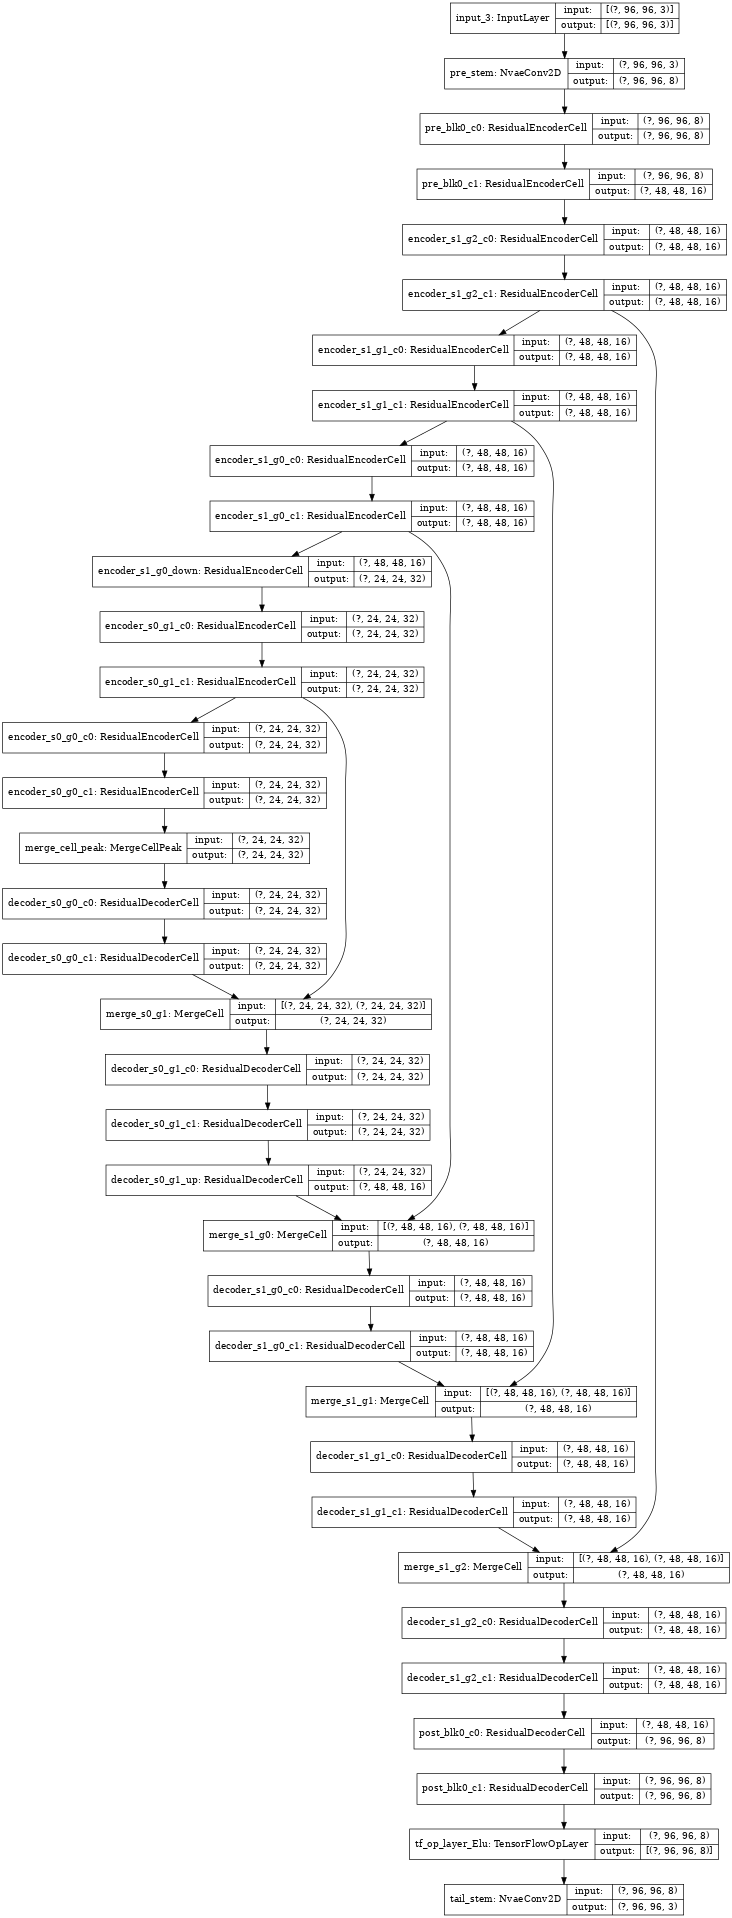 input_3: InputLayer input: [(?, 96, 96, 3)]
output: [(?, 96, 96, 3)]
pre_stem: NvaeConv2D input: (?, 96, 96, 3)
output: (?, 96, 96, 8)
pre_blk0_c0: ResidualEncoderCell input: (?, 96, 96, 8)
output: (?, 96, 96, 8)
pre_blk0_c1: ResidualEncoderCell input: (?, 96, 96, 8)
output: (?, 48, 48, 16)
encoder_s1_g2_c0: ResidualEncoderCell input: (?, 48, 48, 16)
output: (?, 48, 48, 16)
encoder_s1_g2_c1: ResidualEncoderCell input: (?, 48, 48, 16)
output: (?, 48, 48, 16)
encoder_s1_g1_c0: ResidualEncoderCell input: (?, 48, 48, 16)
output: (?, 48, 48, 16)
encoder_s1_g1_c1: ResidualEncoderCell input: (?, 48, 48, 16)
output: (?, 48, 48, 16)
encoder_s1_g0_c0: ResidualEncoderCell input: (?, 48, 48, 16)
output: (?, 48, 48, 16)
encoder_s1_g0_c1: ResidualEncoderCell input: (?, 48, 48, 16)
output: (?, 48, 48, 16)
encoder_s1_g0_down: ResidualEncoderCell input: (?, 48, 48, 16)
output: (?, 24, 24, 32)
encoder_s0_g1_c0: ResidualEncoderCell input: (?, 24, 24, 32)
output: (?, 24, 24, 32)
encoder_s0_g1_c1: ResidualEncoderCell input: (?, 24, 24, 32)
output: (?, 24, 24, 32)
encoder_s0_g0_c0: ResidualEncoderCell input: (?, 24, 24, 32)
output: (?, 24, 24, 32)
encoder_s0_g0_c1: ResidualEncoderCell input: (?, 24, 24, 32)
output: (?, 24, 24, 32)
merge_cell_peak: MergeCellPeak input: (?, 24, 24, 32)
output: (?, 24, 24, 32)
decoder_s0_g0_c0: ResidualDecoderCell input: (?, 24, 24, 32)
output: (?, 24, 24, 32)
decoder_s0_g0_c1: ResidualDecoderCell input: (?, 24, 24, 32)
output: (?, 24, 24, 32)
merge_s0_g1: MergeCell input: [(?, 24, 24, 32), (?, 24, 24, 32)]
output: (?, 24, 24, 32)
decoder_s0_g1_c0: ResidualDecoderCell input: (?, 24, 24, 32)
output: (?, 24, 24, 32)
decoder_s0_g1_c1: ResidualDecoderCell input: (?, 24, 24, 32)
output: (?, 24, 24, 32)
decoder_s0_g1_up: ResidualDecoderCell input: (?, 24, 24, 32)
output: (?, 48, 48, 16)
merge_s1_g0: MergeCell input: [(?, 48, 48, 16), (?, 48, 48, 16)]
output: (?, 48, 48, 16)
decoder_s1_g0_c0: ResidualDecoderCell input: (?, 48, 48, 16)
output: (?, 48, 48, 16)
decoder_s1_g0_c1: ResidualDecoderCell input: (?, 48, 48, 16)
output: (?, 48, 48, 16)
merge_s1_g1: MergeCell input: [(?, 48, 48, 16), (?, 48, 48, 16)]
output: (?, 48, 48, 16)
decoder_s1_g1_c0: ResidualDecoderCell input: (?, 48, 48, 16)
output: (?, 48, 48, 16)
decoder_s1_g1_c1: ResidualDecoderCell input: (?, 48, 48, 16)
output: (?, 48, 48, 16)
merge_s1_g2: MergeCell input: [(?, 48, 48, 16), (?, 48, 48, 16)]
output: (?, 48, 48, 16)
decoder_s1_g2_c0: ResidualDecoderCell input: (?, 48, 48, 16)
output: (?, 48, 48, 16)
decoder_s1_g2_c1: ResidualDecoderCell input: (?, 48, 48, 16)
output: (?, 48, 48, 16)
post_blk0_c0: ResidualDecoderCell input: (?, 48, 48, 16)
output: (?, 96, 96, 8)
post_blk0_c1: ResidualDecoderCell input: (?, 96, 96, 8)
output: (?, 96, 96, 8)
tf_op_layer_Elu: TensorFlowOpLayer input: (?, 96, 96, 8)
output: [(?, 96, 96, 8)]
tail_stem: NvaeConv2D input: (?, 96, 96, 8)
output: (?, 96, 96, 3)